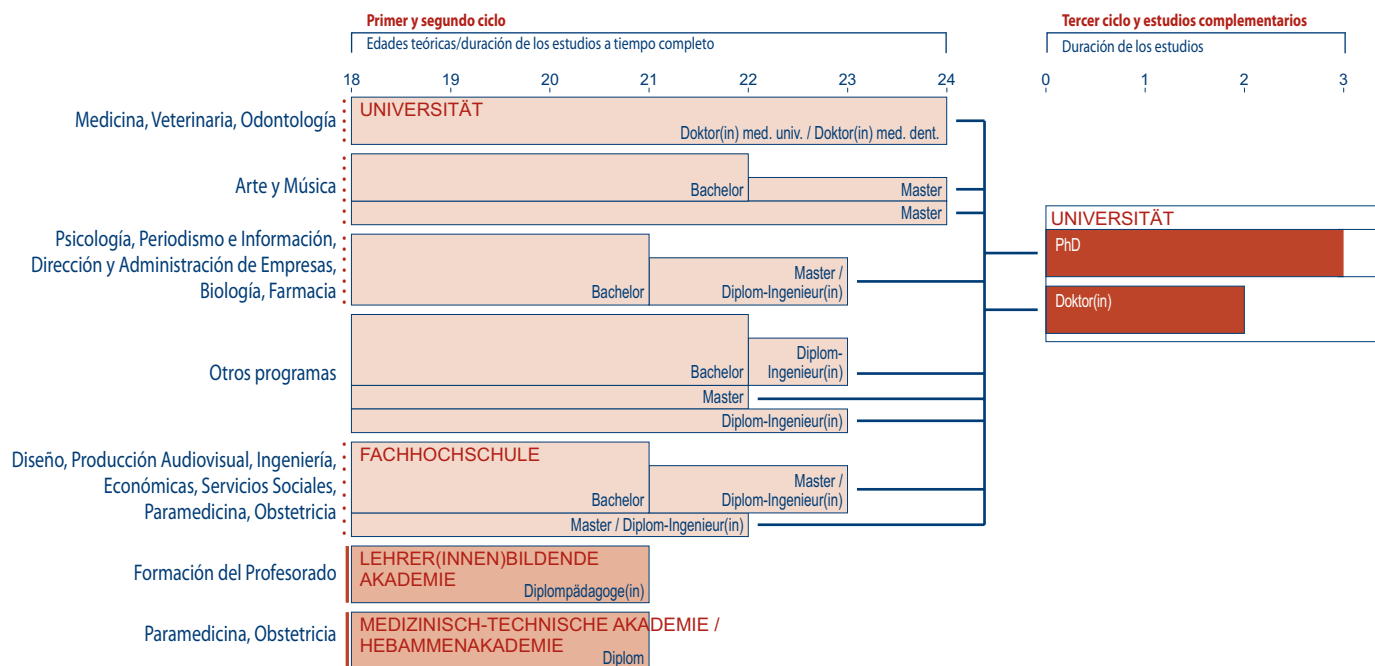 Primer y segundo ciclo
Edades teóricas/duración de los estudios a tiempo completo
18 19 20 21 22 23 24
Tercer ciclo y estudios complementarios
Duración de los estudios
0 1 2 3
Medicina, Veterinaria, Odontología
UNIVERSITÄT
Doktor(in) med. univ. / Doktor(in) med. dent.
Arte y Música
Bachelor
Master
Master
Psicología, Periodismo e Información,
Dirección y Administración de Empresas,
Biología, Farmacia
Bachelor
Master /
Diplom-Ingenieur(in)
UNIVERSITÄT
PhD
Doktor(in)
Otros programas
Bachelor
Diplom-
Ingenieur(in)
Master
Diplom-Ingenieur(in)
Diseño, Producción Audiovisual, Ingeniería,
Económicas, Servicios Sociales,
Paramedicina, Obstetricia
FACHHOCHSCHULE
Bachelor
Master /
Diplom-Ingenieur(in)
Master / Diplom-Ingenieur(in)
Formación del Profesorado
LEHRER(INNEN)BILDENDE
AKADEMIE
Diplompädagoge(in)
Paramedicina, Obstetricia
MEDIZINISCH-TECHNISCHE AKADEMIE /
HEBAMMENAKADEMIE
Diplom